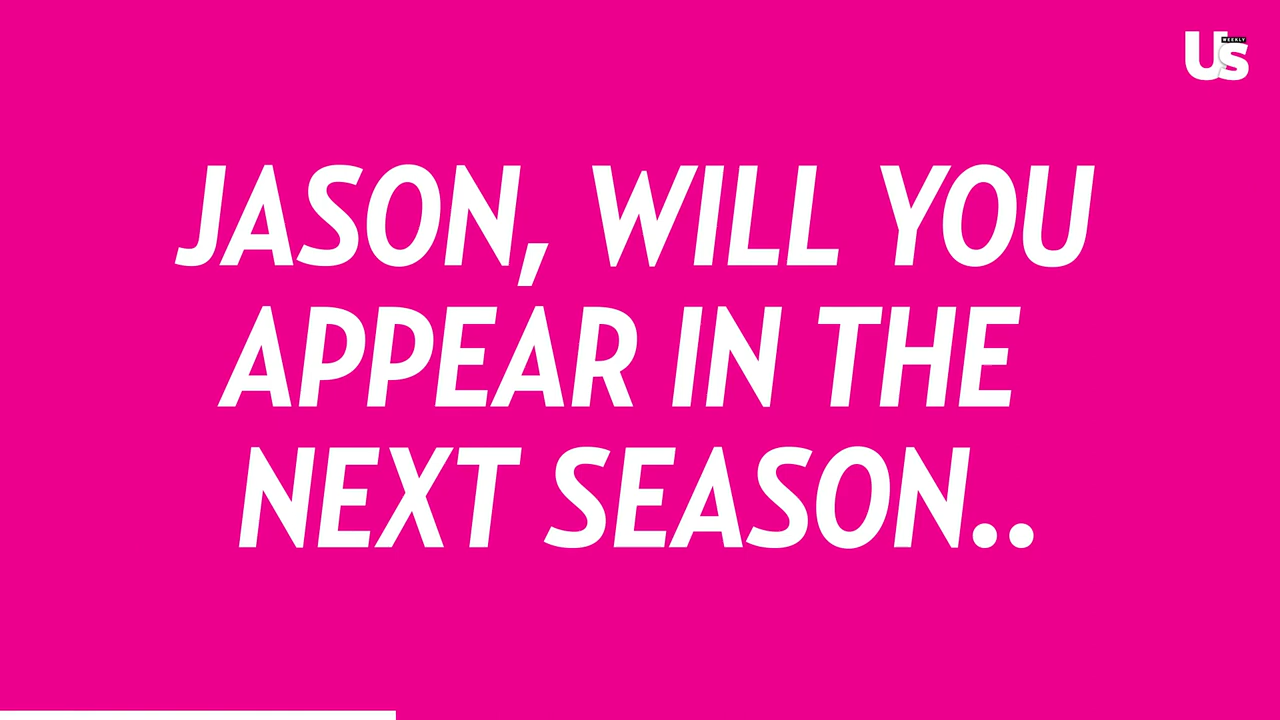 Us
WEEKLY
JASON, WILL YOU
APPEAR IN THE
NEXT SEASON..